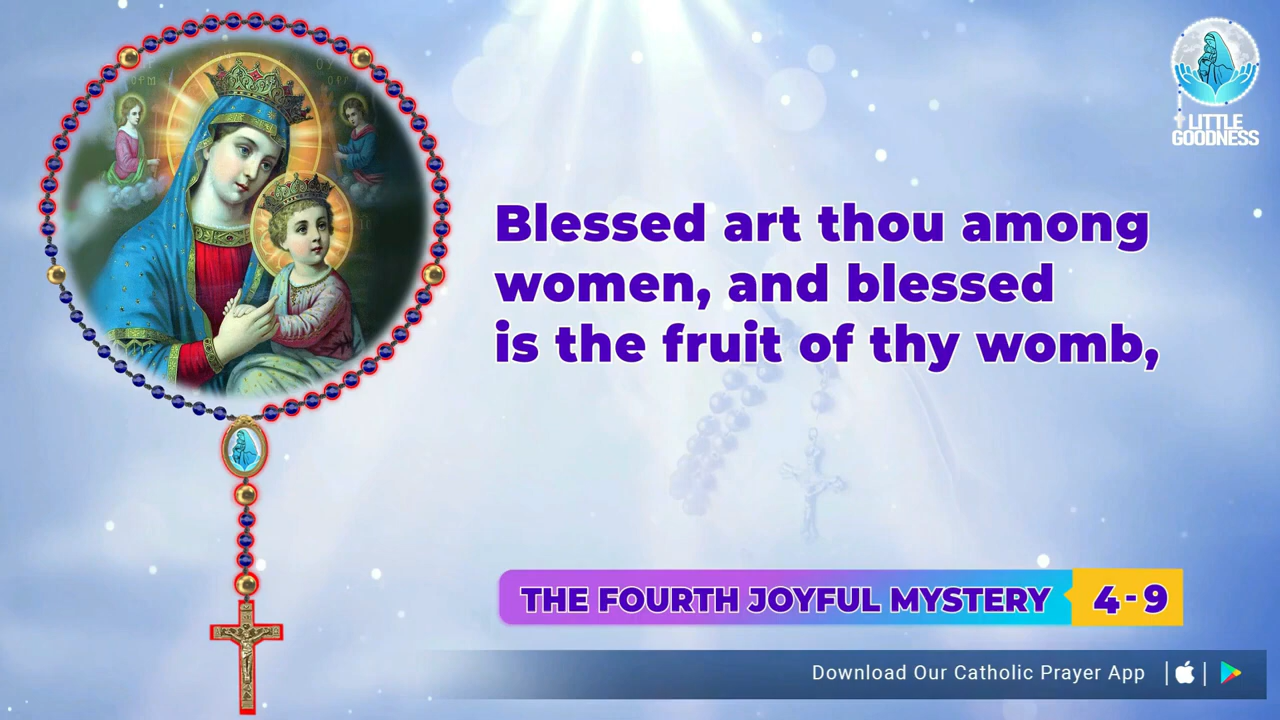 LITTLE
GOODNESS
Blessed art thou among
women, and blessed
is the fruit of thy womb,
THE FOURTH JOYFUL MYSTERY 4-9
Download Our Catholic Prayer App